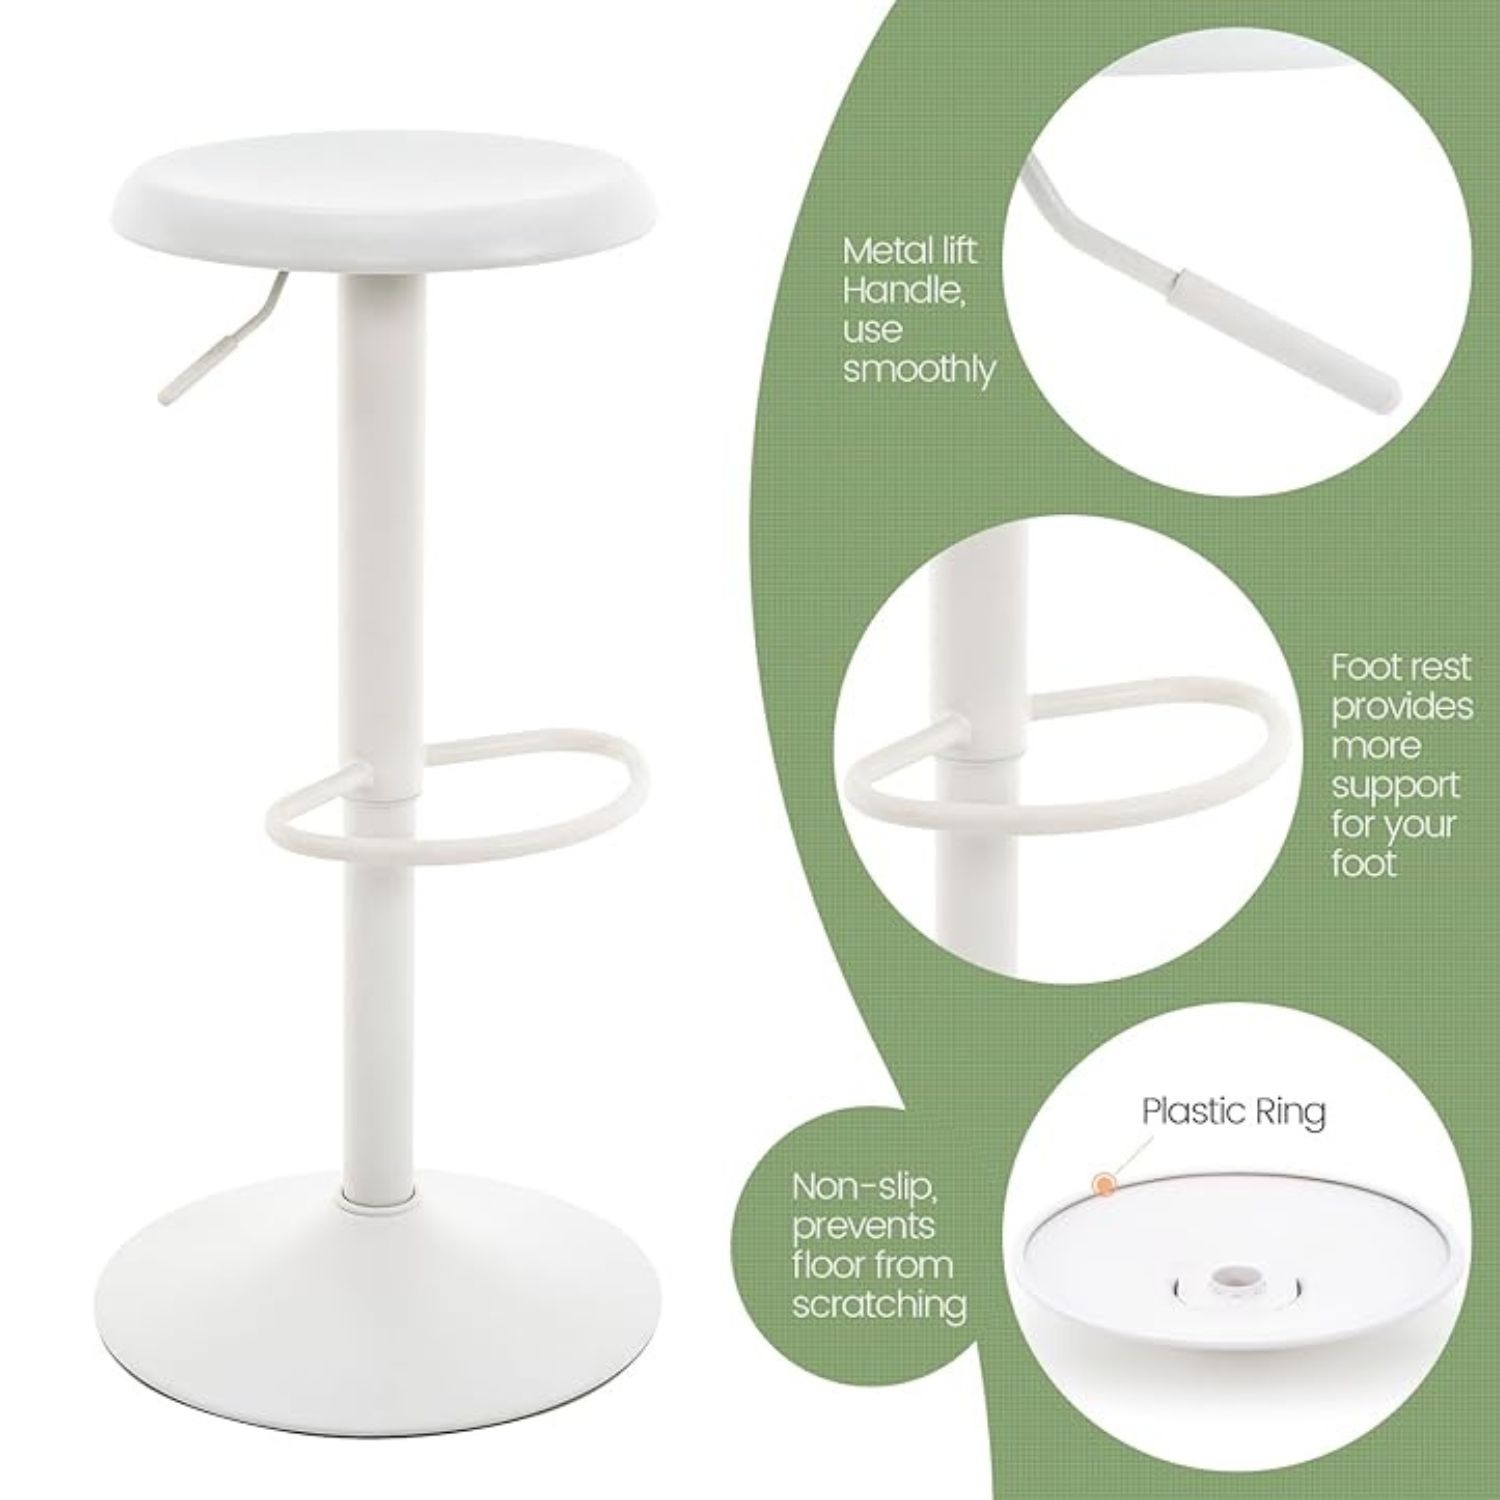 Metal lift
Handle,
use
smoothly
Foot rest
provides
more
support
for your
foot
Plastic Ring
Non-slip,
prevents
floor from
scratching